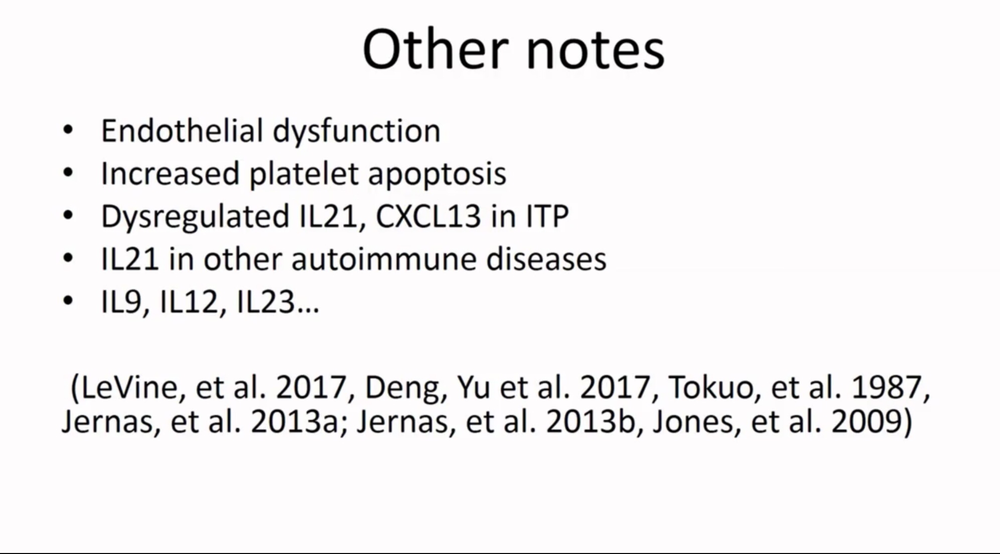 Other notes
• Endothelial dysfunction
• Increased platelet apoptosis
• Dysregulated IL21, CXCL13 in ITP
• IL21 in other autoimmune diseases
• IL9, IL12, IL23...
(LeVine, et al. 2017, Deng, Yu et al. 2017, Tokuo, et al. 1987,
Jernas, et al. 2013a; Jernas, et al. 2013b, Jones, et al. 2009)